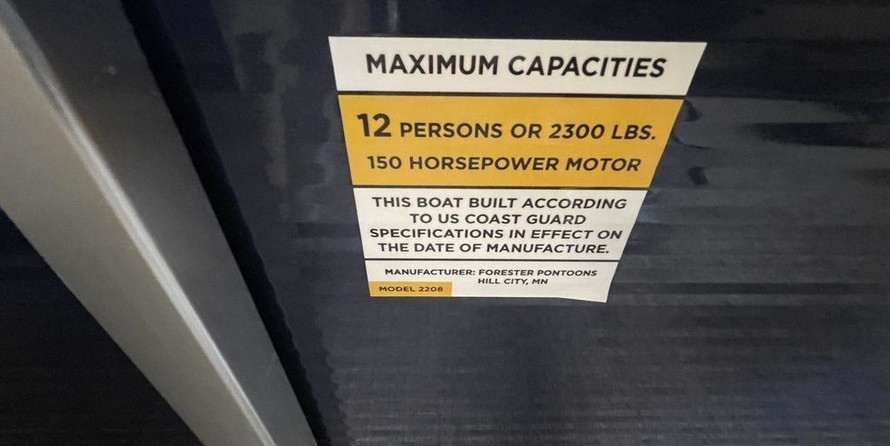 MAXIMUM CAPACITIES
12 PERSONS OR 2300 LBS.
150 HORSEPOWER MOTOR
THIS BOAT BUILT ACCORDING
TO US COAST GUARD
SPECIFICATIONS IN EFFECT ON
THE DATE OF MANUFACTURE.
MANUFACTURER: FORESTER PONTOONS
HILL CITY, MN
MODEL 2208